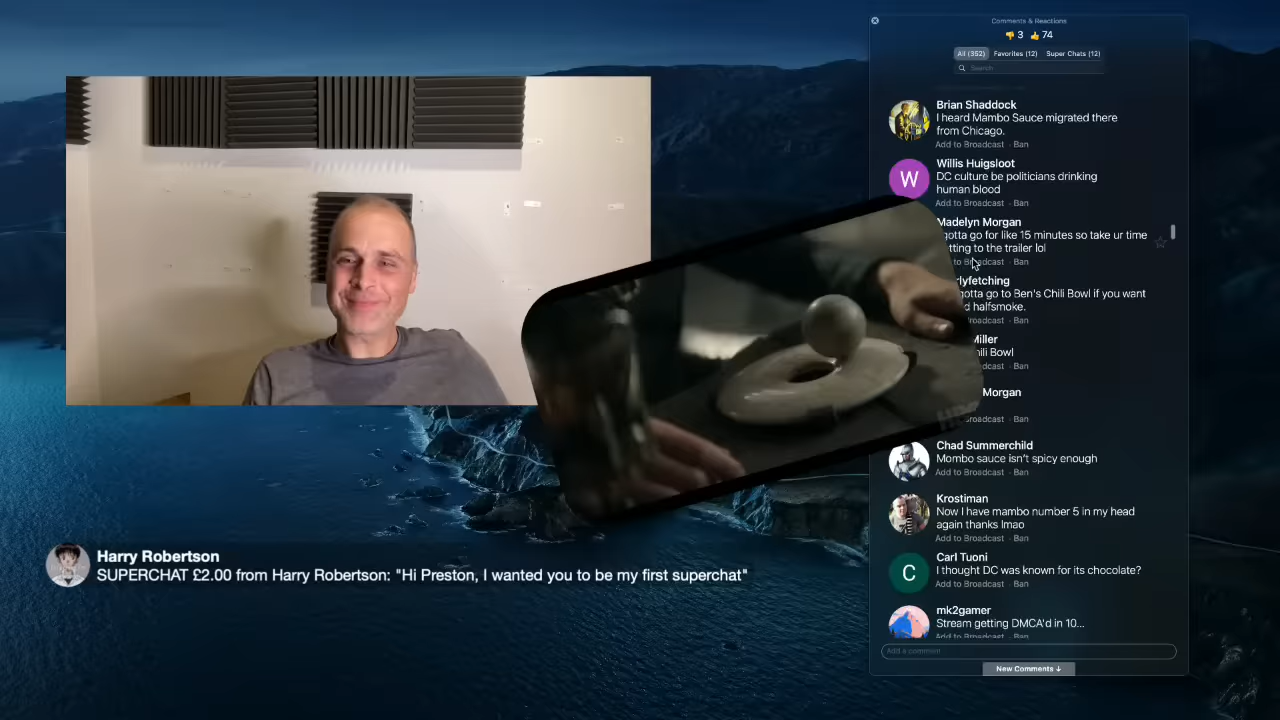 Comments & Reactions
👎 3 👍 74
All (352) Favorites (12) Super Chats (12)
Search
Brian Shaddock
I heard Mambo Sauce migrated there
from Chicago.
Add to Broadcast · Ban
Willis Huigsloot
DC culture be politicians drinking
human blood
Add to Broadcast · Ban
W
Madelyn Morgan
gotta go for like 15 minutes so take ur time
tting to the trailer lol
Add to Broadcast · Ban
rlyfetching
gotta go to Ben's Chili Bowl if you want
d halfsmoke.
roadcast · Ban
Miller
hili Bowl
roadcast · Ban
Morgan
roadcast · Ban
Chad Summerchild
Mombo sauce isn't spicy enough
Add to Broadcast · Ban
Krostiman
Now I have mambo number 5 in my head
again thanks lmao
Add to Broadcast · Ban
Carl Tuoni
C
I thought DC was known for its chocolate?
Add to Broadcast · Ban
mk2gamer
Stream getting DMCA'd in 10...
Add to Broadcast · Ban
Add a comment
New Comments ↓
Harry Robertson
SUPERCHAT £2.00 from Harry Robertson: "Hi Preston, I wanted you to be my first superchat"